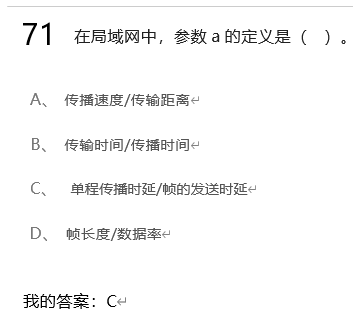 71 在局域网中，参数 a 的定义是（ ）。
A、 传播速度/传输距离↵
B、 传输时间/传播时间↵
C、 单程传播时延/帧的发送时延↵
D、 帧长度/数据率↵
我的答案：C↵